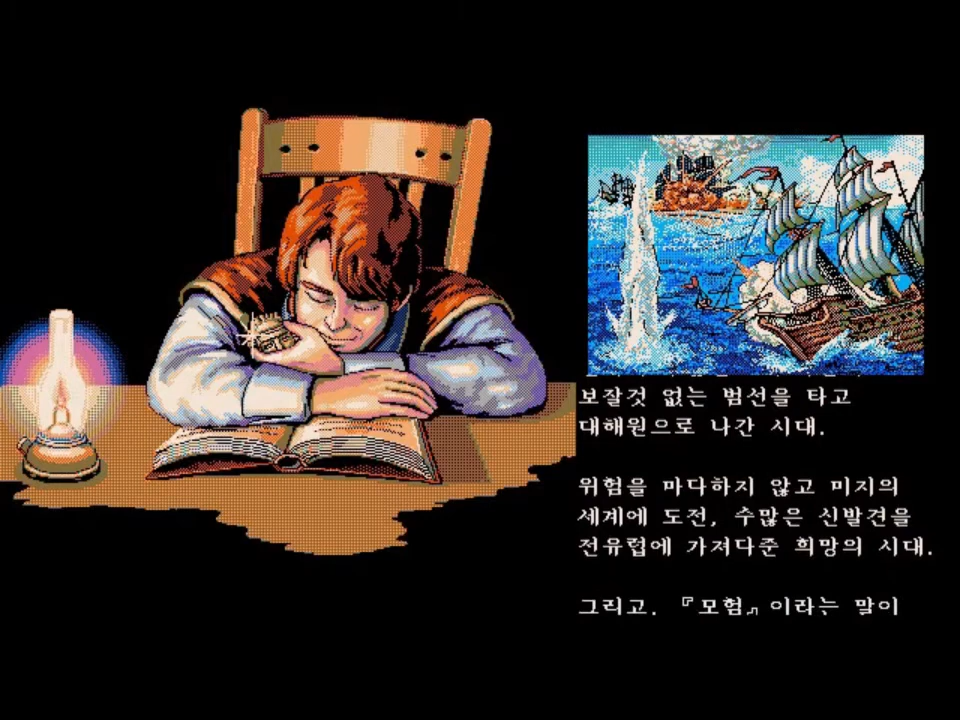 보잘것 없는 범선을 타고
대해원으로 나간 시대.
위험을 마다하지 않고 미지의
세계에 도전, 수많은 신발견을
전유럽에 가져다준 희망의 시대.
그리고. 『모험』이라는 말이